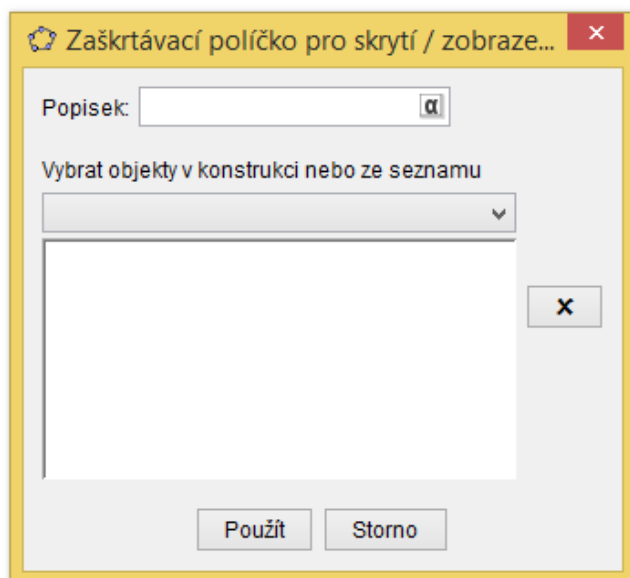 Zaškrtávací políčko pro skrytí / zobraze...
Popisek: α
Vybrat objekty v konstrukci nebo ze seznamu
Použít Storno